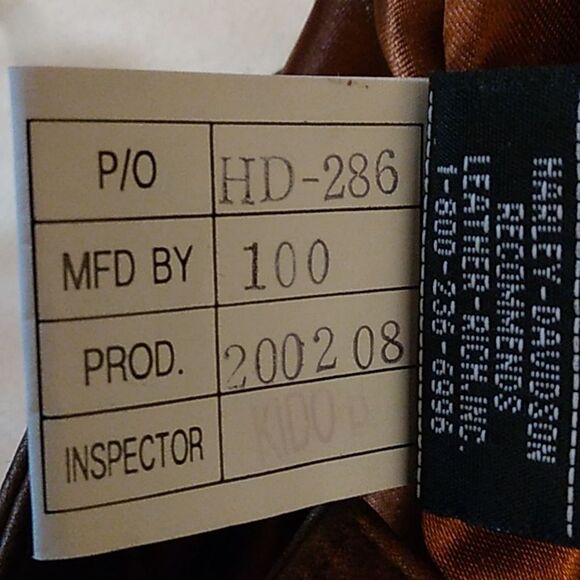 P/O HD-286
MFD BY 100
PROD. 2002 08
INSPECTOR
HARLEY-DAVIDSON
RECOMMENDS
LEATHER-RICH,INC.
1-800-236-6996